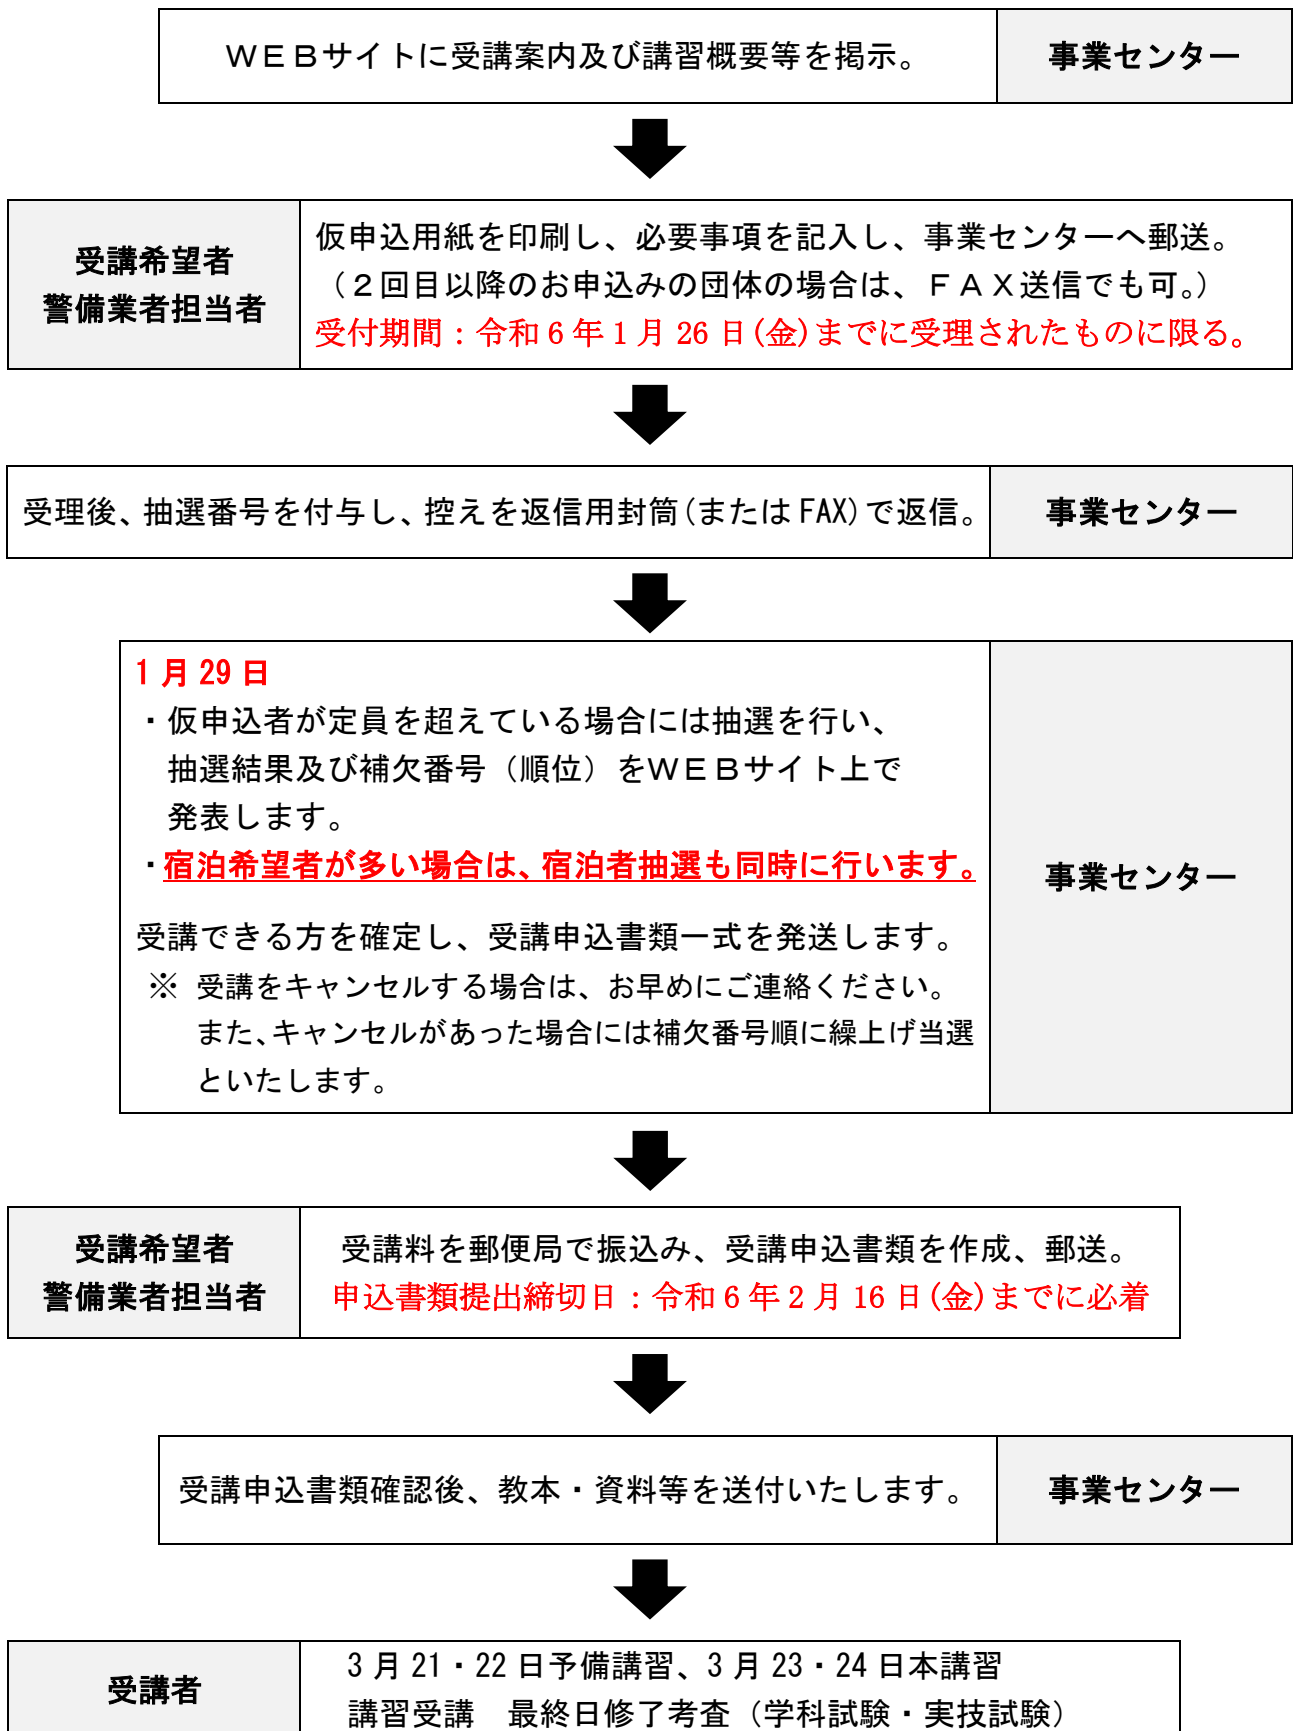 ＷＥＢサイトに受講案内及び講習概要等を掲示。
事業センター
受講希望者
警備業者担当者
仮申込用紙を印刷し、必要事項を記入し、事業センターへ郵送。
（２回目以降のお申込みの団体の場合は、ＦＡＸ送信でも可。）
受付期間：令和６年１月 26 日(金)までに受理されたものに限る。
受理後、抽選番号を付与し、控えを返信用封筒(または FAX)で返信。
事業センター
1 月 29 日
・仮申込者が定員を超えている場合には抽選を行い、
抽選結果及び補欠番号（順位）をＷＥＢサイト上で
発表します。
・宿泊希望者が多い場合は、宿泊者抽選も同時に行います。
受講できる方を確定し、受講申込書類一式を発送します。
※ 受講をキャンセルする場合は、お早めにご連絡ください。
また、キャンセルがあった場合には補欠番号順に繰上げ当選
といたします。
事業センター
受講希望者
警備業者担当者
受講料を郵便局で振込み、受講申込書類を作成、郵送。
申込書類提出締切日：令和６年２月 16 日(金)までに必着
受講申込書類確認後、教本・資料等を送付いたします。
事業センター
受講者
3 月 21・22 日予備講習、3 月 23・24 日本講習
講習受講　最終日修了考査（学科試験・実技試験）